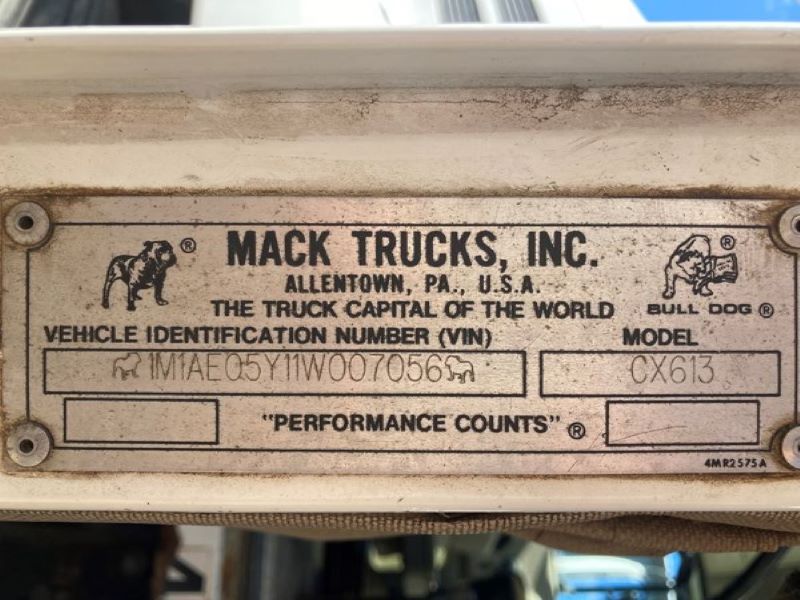 MACK TRUCKS, INC.
ALLENTOWN, PA., U.S.A.
THE TRUCK CAPITAL OF THE WORLD
BULL DOG ®
VEHICLE IDENTIFICATION NUMBER (VIN)
MODEL
1M1AE05Y11W007056
CX613
"PERFORMANCE COUNTS" ®
4MR2575A